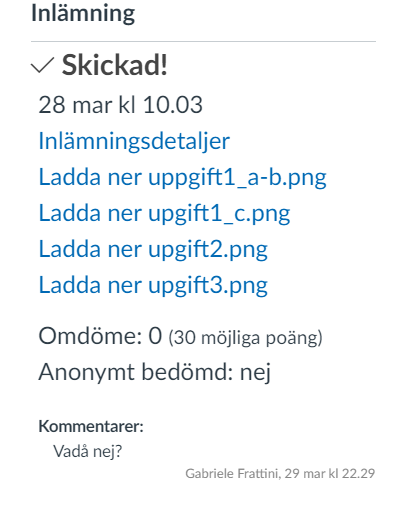 Inlämning
Skickad!
28 mar kl 10.03
Inlämningsdetaljer
Ladda ner uppgift1_a-b.png
Ladda ner upgift1_c.png
Ladda ner upgift2.png
Ladda ner upgift3.png
Omdöme: 0 (30 möjliga poäng)
Anonymt bedömd: nej
Kommentarer:
Vadå nej?
Gabriele Frattini, 29 mar kl 22.29